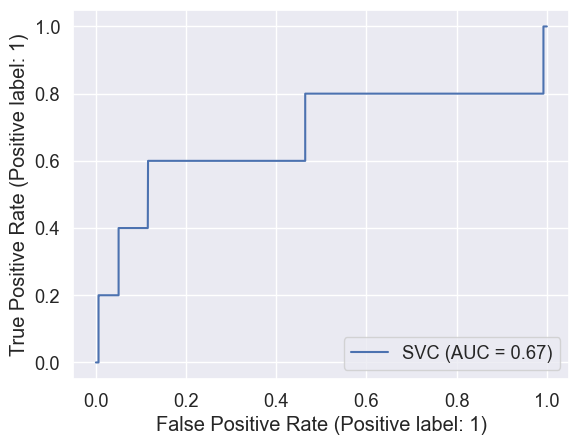 True Positive Rate (Positive label: 1)
1.0
0.8
0.6
0.4
0.2
0.0
SVC (AUC = 0.67)
0.0 0.2 0.4 0.6 0.8 1.0
False Positive Rate (Positive label: 1)